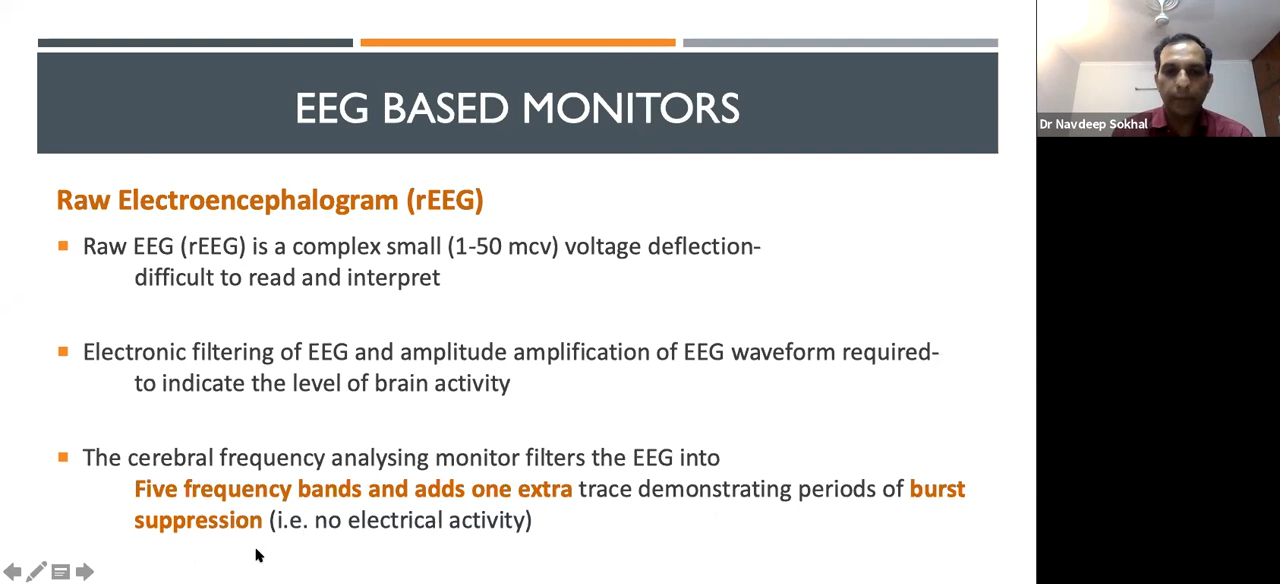 EEG BASED MONITORS
Dr Navdeep Sokhal
Raw Electroencephalogram (rEEG)
Raw EEG (rEEG) is a complex small (1-50 mcv) voltage deflection-
difficult to read and interpret
Electronic filtering of EEG and amplitude amplification of EEG waveform required-
to indicate the level of brain activity
The cerebral frequency analysing monitor filters the EEG into
Five frequency bands and adds one extra trace demonstrating periods of burst
suppression (i.e. no electrical activity)